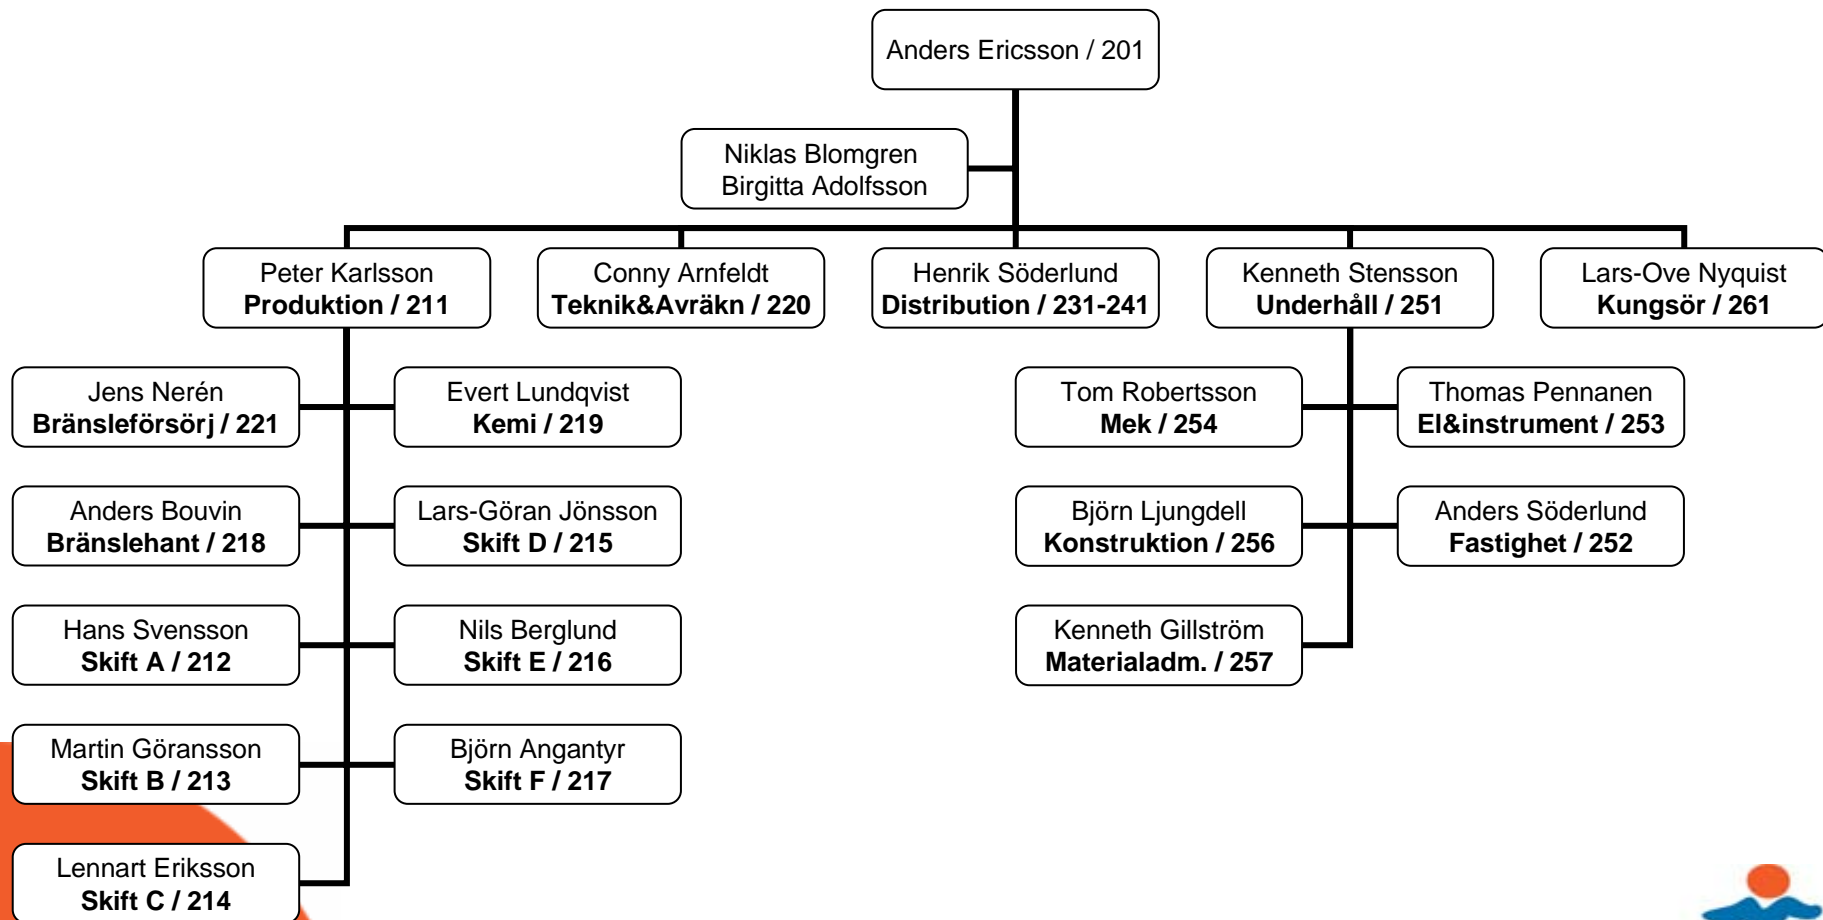 Anders Ericsson / 201
Niklas Blomgren
Birgitta Adolfsson
Peter Karlsson
Produktion / 211
Conny Arnfeldt
Teknik&Avräkn / 220
Henrik Söderlund
Distribution / 231-241
Kenneth Stensson
Underhåll / 251
Lars-Ove Nyquist
Kungsör / 261
Jens Nerén
Bränsleförsörj / 221
Evert Lundqvist
Kemi / 219
Tom Robertsson
Mek / 254
Thomas Pennanen
El&instrument / 253
Anders Bouvin
Bränslehant / 218
Lars-Göran Jönsson
Skift D / 215
Björn Ljungdell
Konstruktion / 256
Anders Söderlund
Fastighet / 252
Hans Svensson
Skift A / 212
Nils Berglund
Skift E / 216
Kenneth Gillström
Materialadm. / 257
Martin Göransson
Skift B / 213
Björn Angantyr
Skift F / 217
Lennart Eriksson
Skift C / 214